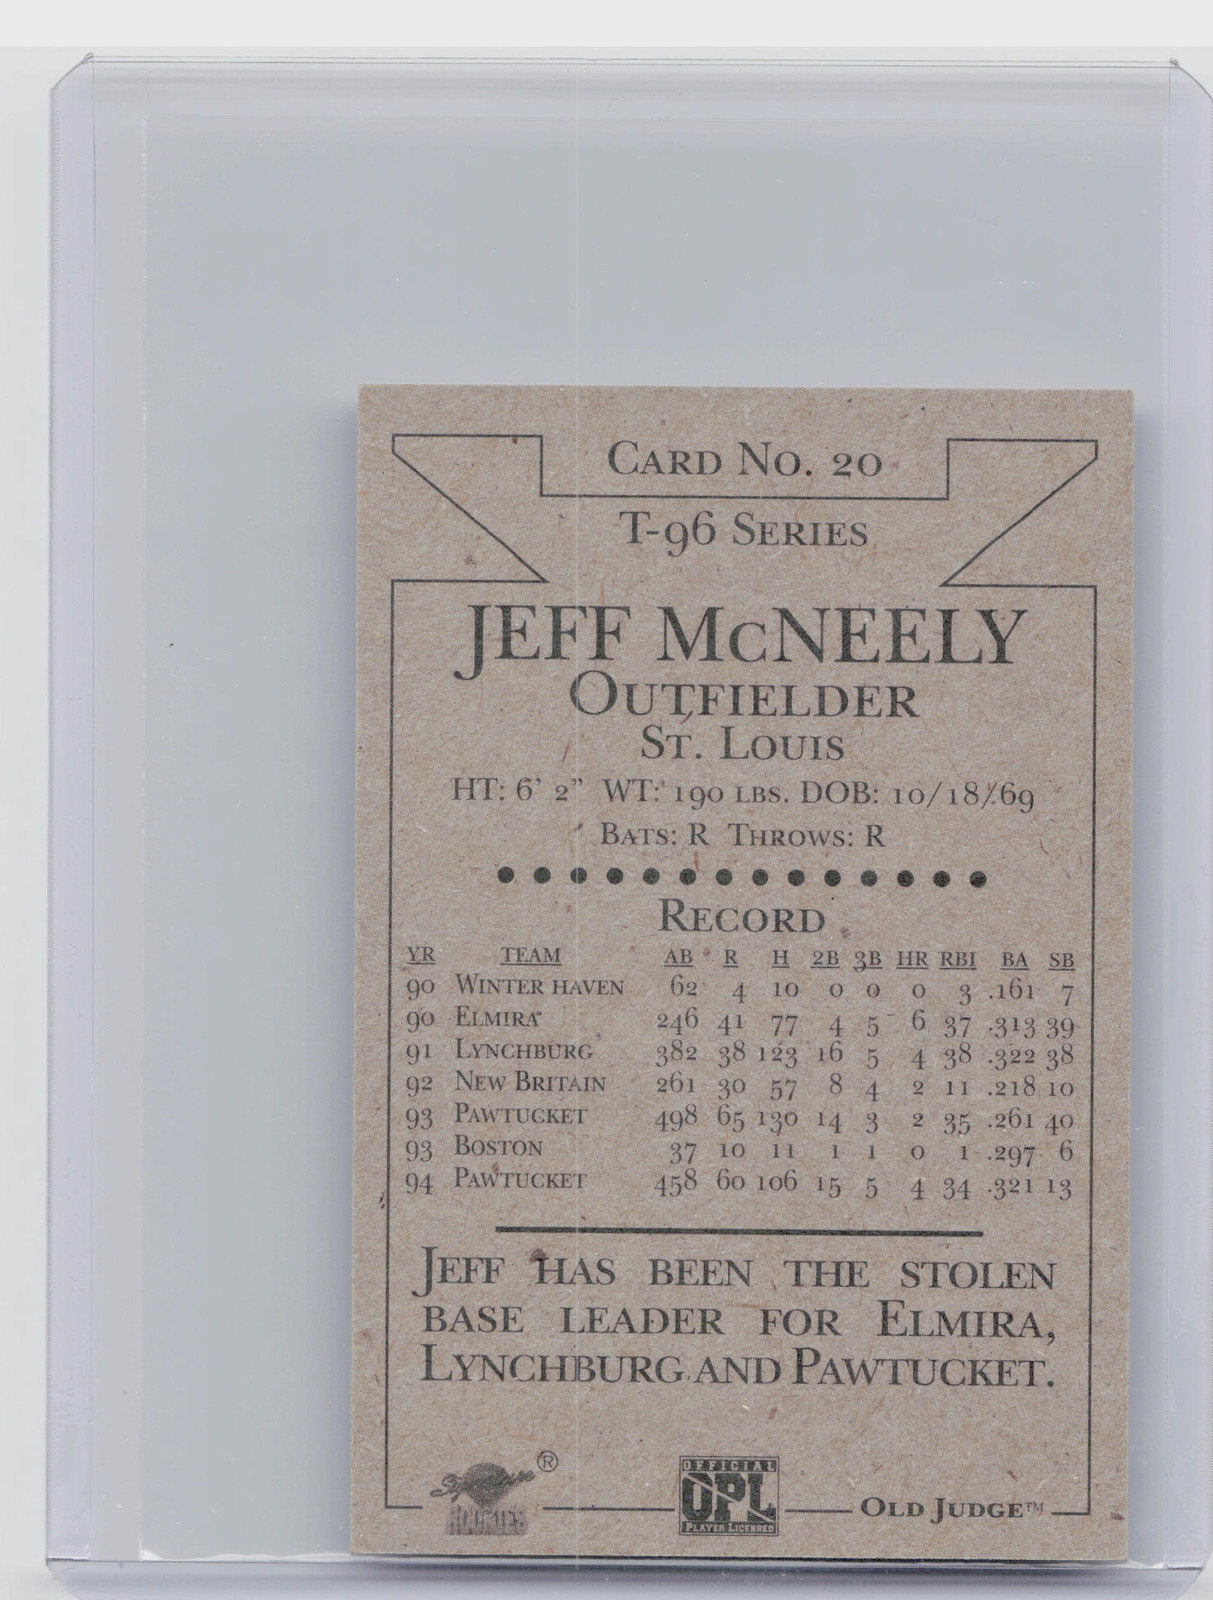 Card No. 20
T-96 Series
JEFF McNEELY
Outfielder
St. Louis
HT: 6' 2" WT: 190 lbs. DOB: 10/18/69
Bats: R Throws: R
Record
YR TEAM AB R H 2B 3B HR RBI BA SB
90 Winter Haven 62 4 10 0 0 0 3 .161 7
90 Elmira 246 41 77 4 5 6 37 .313 39
91 Lynchburg 382 38 123 16 5 4 38 .322 38
92 New Britain 261 30 57 8 4 2 11 .218 10
93 Pawtucket 498 65 130 14 3 2 35 .261 40
93 Boston 37 10 11 1 1 0 1 .297 6
94 Pawtucket 458 60 106 15 5 4 34 .321 13
Jeff has been the stolen
base leader for Elmira,
Lynchburg and Pawtucket.
Signature ®
ROOKIES
OFFICIAL
OPL
PLAYER LICENSED
Old Judge™